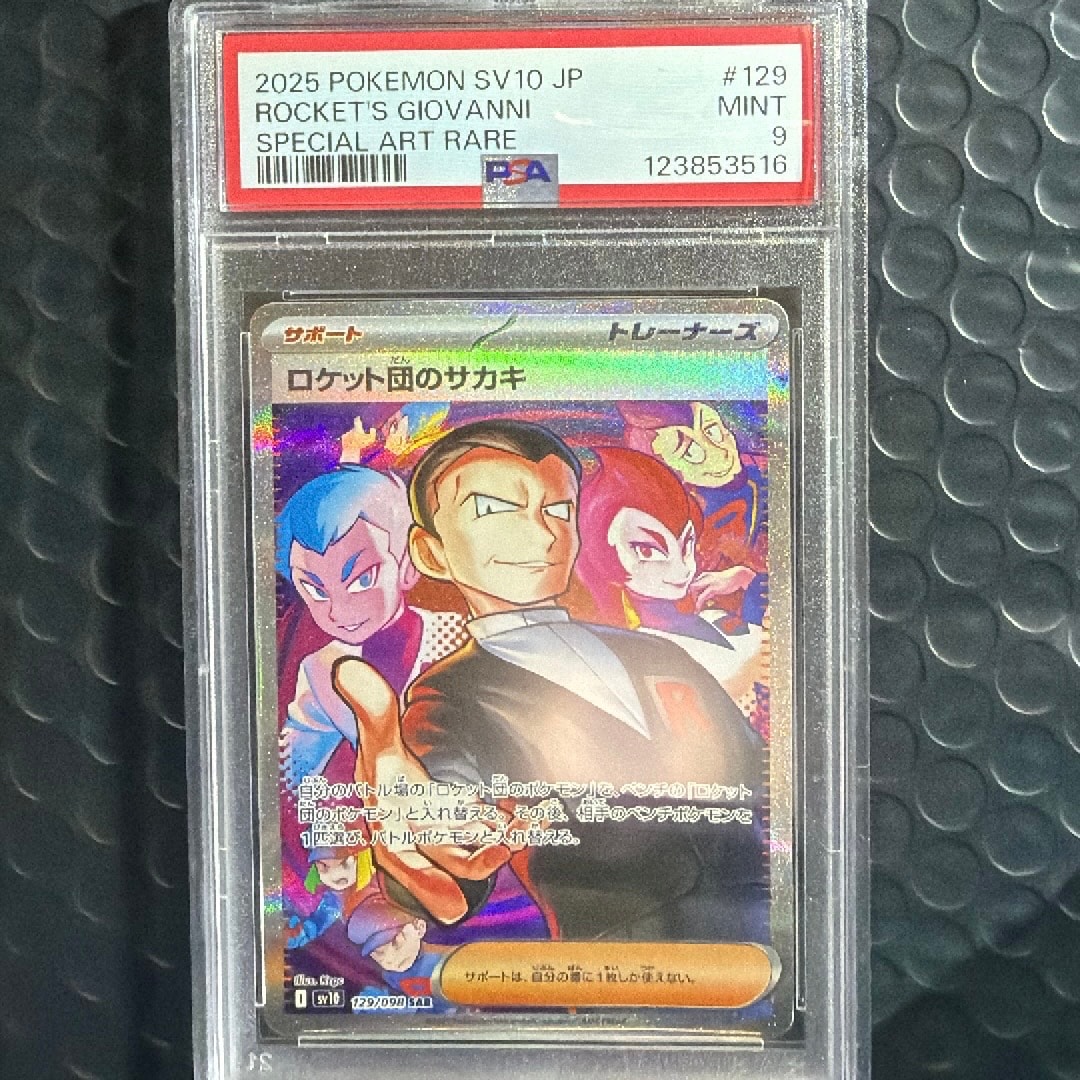 2025 POKEMON SV10 JP #129
ROCKET'S GIOVANNI MINT
SPECIAL ART RARE 9
PSA 123853516
サポート トレーナーズ
ロケット団のサカキ
R
自分のバトル場の「ロケット団のポケモン」を、ベンチの「ロケット
団のポケモン」と入れ替える。その後、相手のベンチポケモンを
1匹選び、バトルポケモンと入れ替える。
サポートは、自分の番に1枚しか使えない。
Illus.
I sv10 129/098 SAR
21